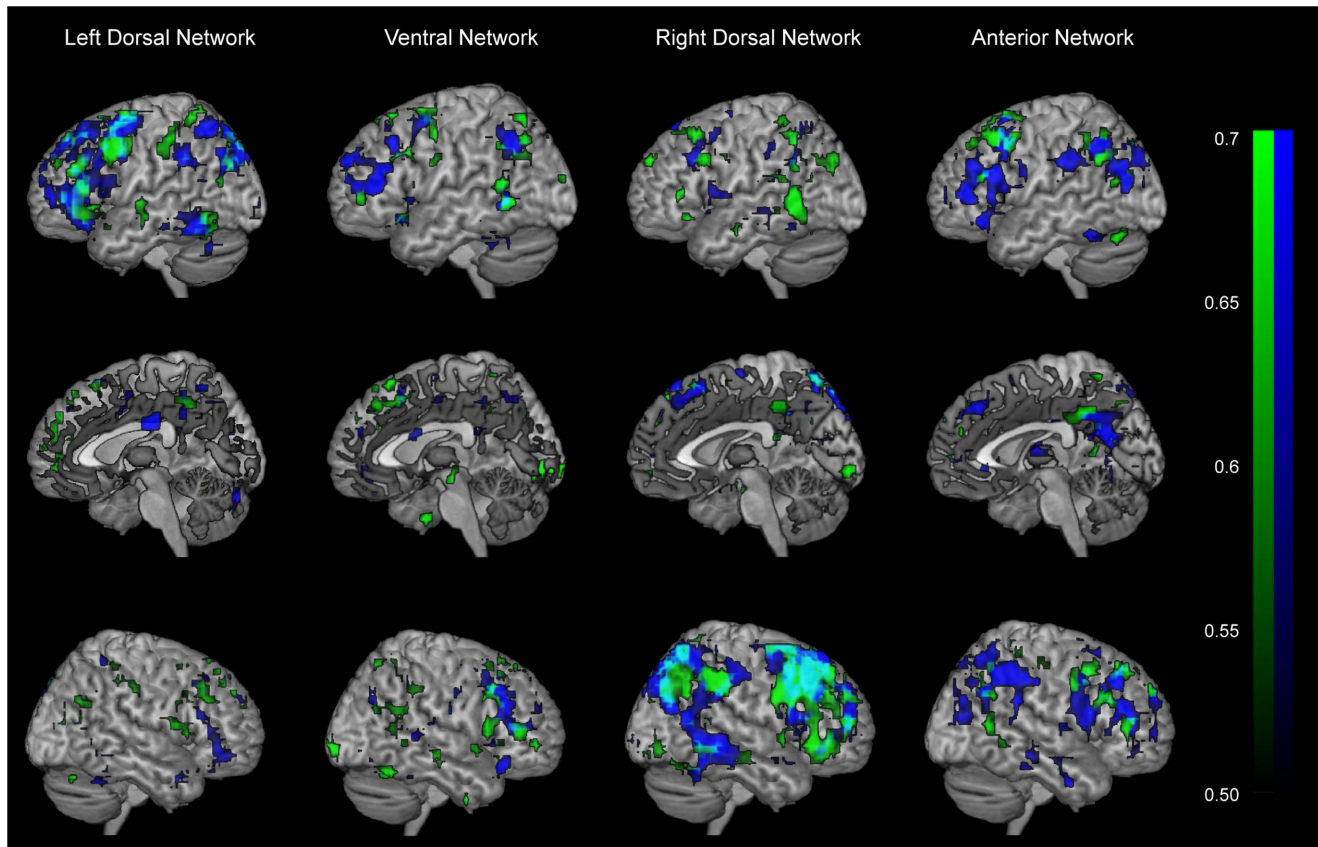 Left Dorsal Network
Ventral Network
Right Dorsal Network
Anterior Network
0.7
0.65
0.6
0.55
0.50